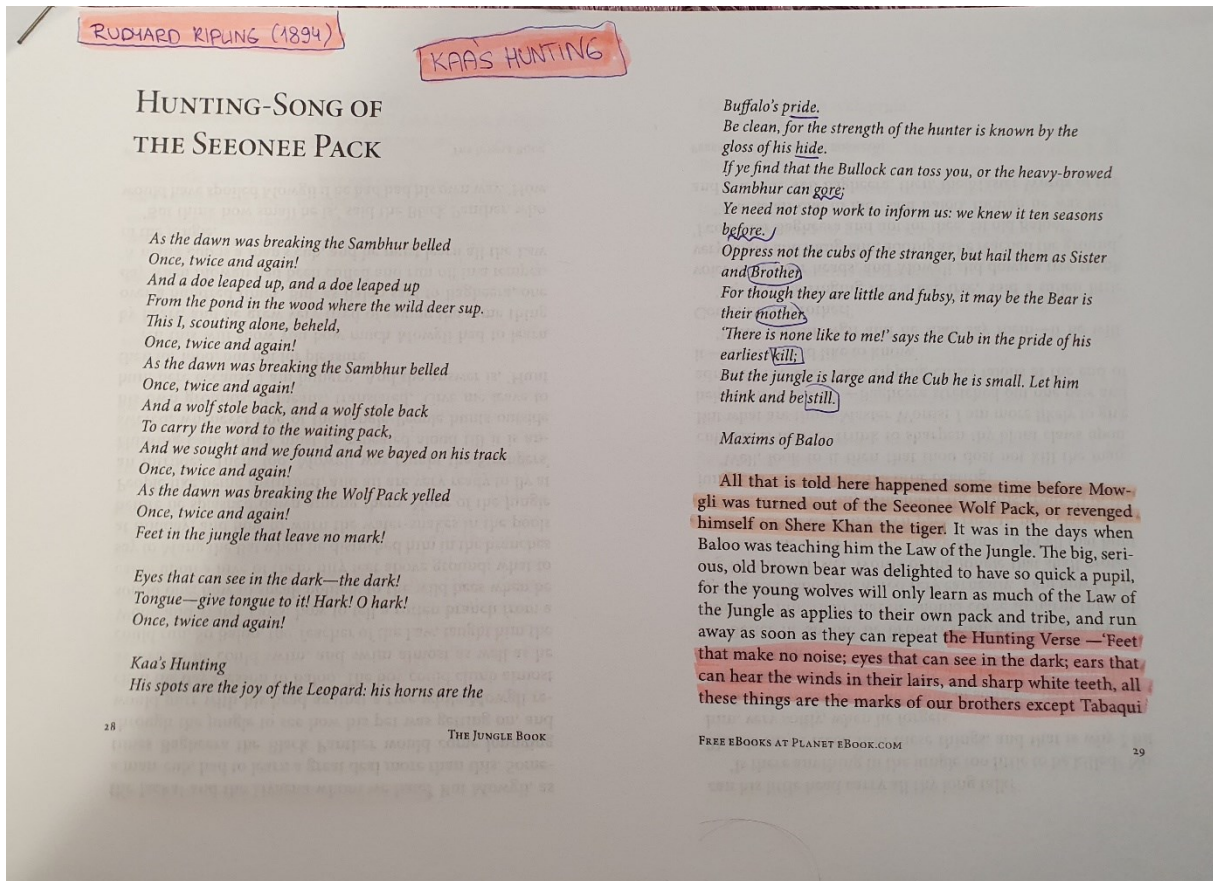 RUDYARD KIPLING (1894)
KAA'S HUNTING
HUNTING-SONG OF
THE SEEONEE PACK
As the dawn was breaking the Sambhur belled
Once, twice and again!
And a doe leaped up, and a doe leaped up
From the pond in the wood where the wild deer sup.
This I, scouting alone, beheld,
Once, twice and again!
As the dawn was breaking the Sambhur belled
Once, twice and again!
And a wolf stole back, and a wolf stole back
To carry the word to the waiting pack,
And we sought and we found and we bayed on his track
Once, twice and again!
As the dawn was breaking the Wolf Pack yelled
Once, twice and again!
Feet in the jungle that leave no mark!
Eyes that can see in the dark—the dark!
Tongue—give tongue to it! Hark! O hark!
Once, twice and again!
Kaa's Hunting
His spots are the joy of the Leopard: his horns are the
28
THE JUNGLE BOOK
Buffalo's pride.
Be clean, for the strength of the hunter is known by the
gloss of his hide.
If ye find that the Bullock can toss you, or the heavy-browed
Sambhur can gore;
Ye need not stop work to inform us: we knew it ten seasons
before.
Oppress not the cubs of the stranger, but hail them as Sister
and Brother,
For though they are little and fubsy, it may be the Bear is
their mother.
'There is none like to me!' says the Cub in the pride of his
earliest kill;
But the jungle is large and the Cub he is small. Let him
think and be still.
Maxims of Baloo
All that is told here happened some time before Mow-
gli was turned out of the Seeonee Wolf Pack, or revenged
himself on Shere Khan the tiger. It was in the days when
Baloo was teaching him the Law of the Jungle. The big, seri-
ous, old brown bear was delighted to have so quick a pupil,
for the young wolves will only learn as much of the Law of
the Jungle as applies to their own pack and tribe, and run
away as soon as they can repeat the Hunting Verse —'Feet
that make no noise; eyes that can see in the dark; ears that
can hear the winds in their lairs, and sharp white teeth, all
these things are the marks of our brothers except Tabaqui
FREE EBOOKS AT PLANET EBOOK.COM
29